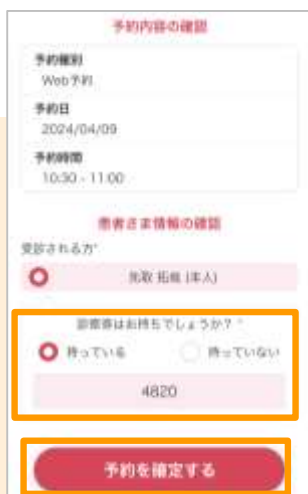 予約内容の確認
予約種別
Web予約
予約日
2024/04/09
予約時間
10:30 - 11:00
患者さま情報の確認
受診される方*
(本人)
診察券はお持ちでしょうか？ *
持っている 持っていない
4820
予約を確定する